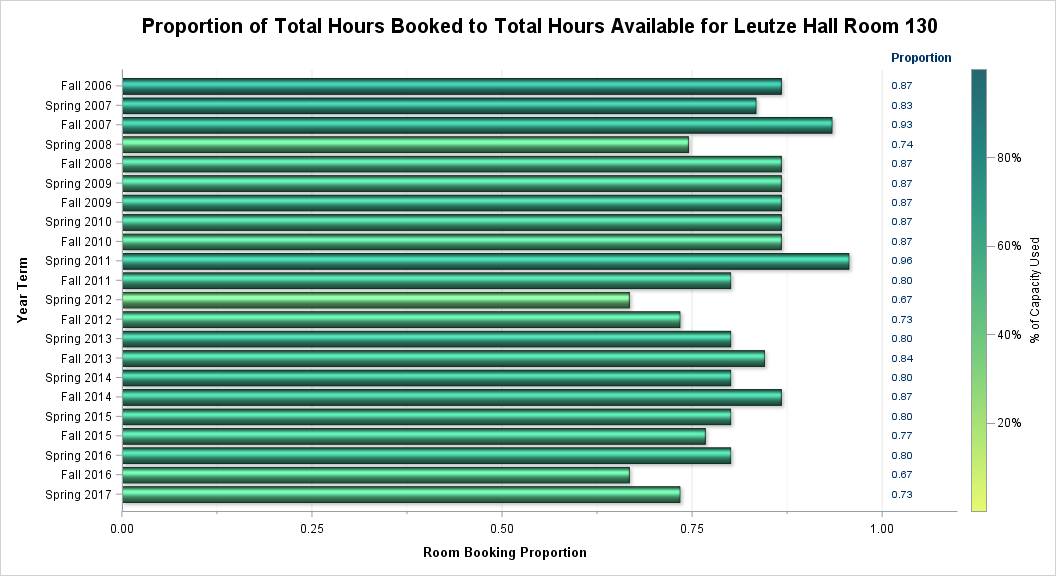 Proportion of Total Hours Booked to Total Hours Available for Leutze Hall Room 130
Proportion
Fall 2006 0.87
Spring 2007 0.83
Fall 2007 0.93
Spring 2008 0.74
Fall 2008 0.87
Spring 2009 0.87
Fall 2009 0.87
Spring 2010 0.87
Fall 2010 0.87
Spring 2011 0.96
Fall 2011 0.80
Spring 2012 0.67
Fall 2012 0.73
Spring 2013 0.80
Fall 2013 0.84
Spring 2014 0.80
Fall 2014 0.87
Spring 2015 0.80
Fall 2015 0.77
Spring 2016 0.80
Fall 2016 0.67
Spring 2017 0.73
Year Term
0.00 0.25 0.50 0.75 1.00
Room Booking Proportion
80%
60%
40%
20%
% of Capacity Used